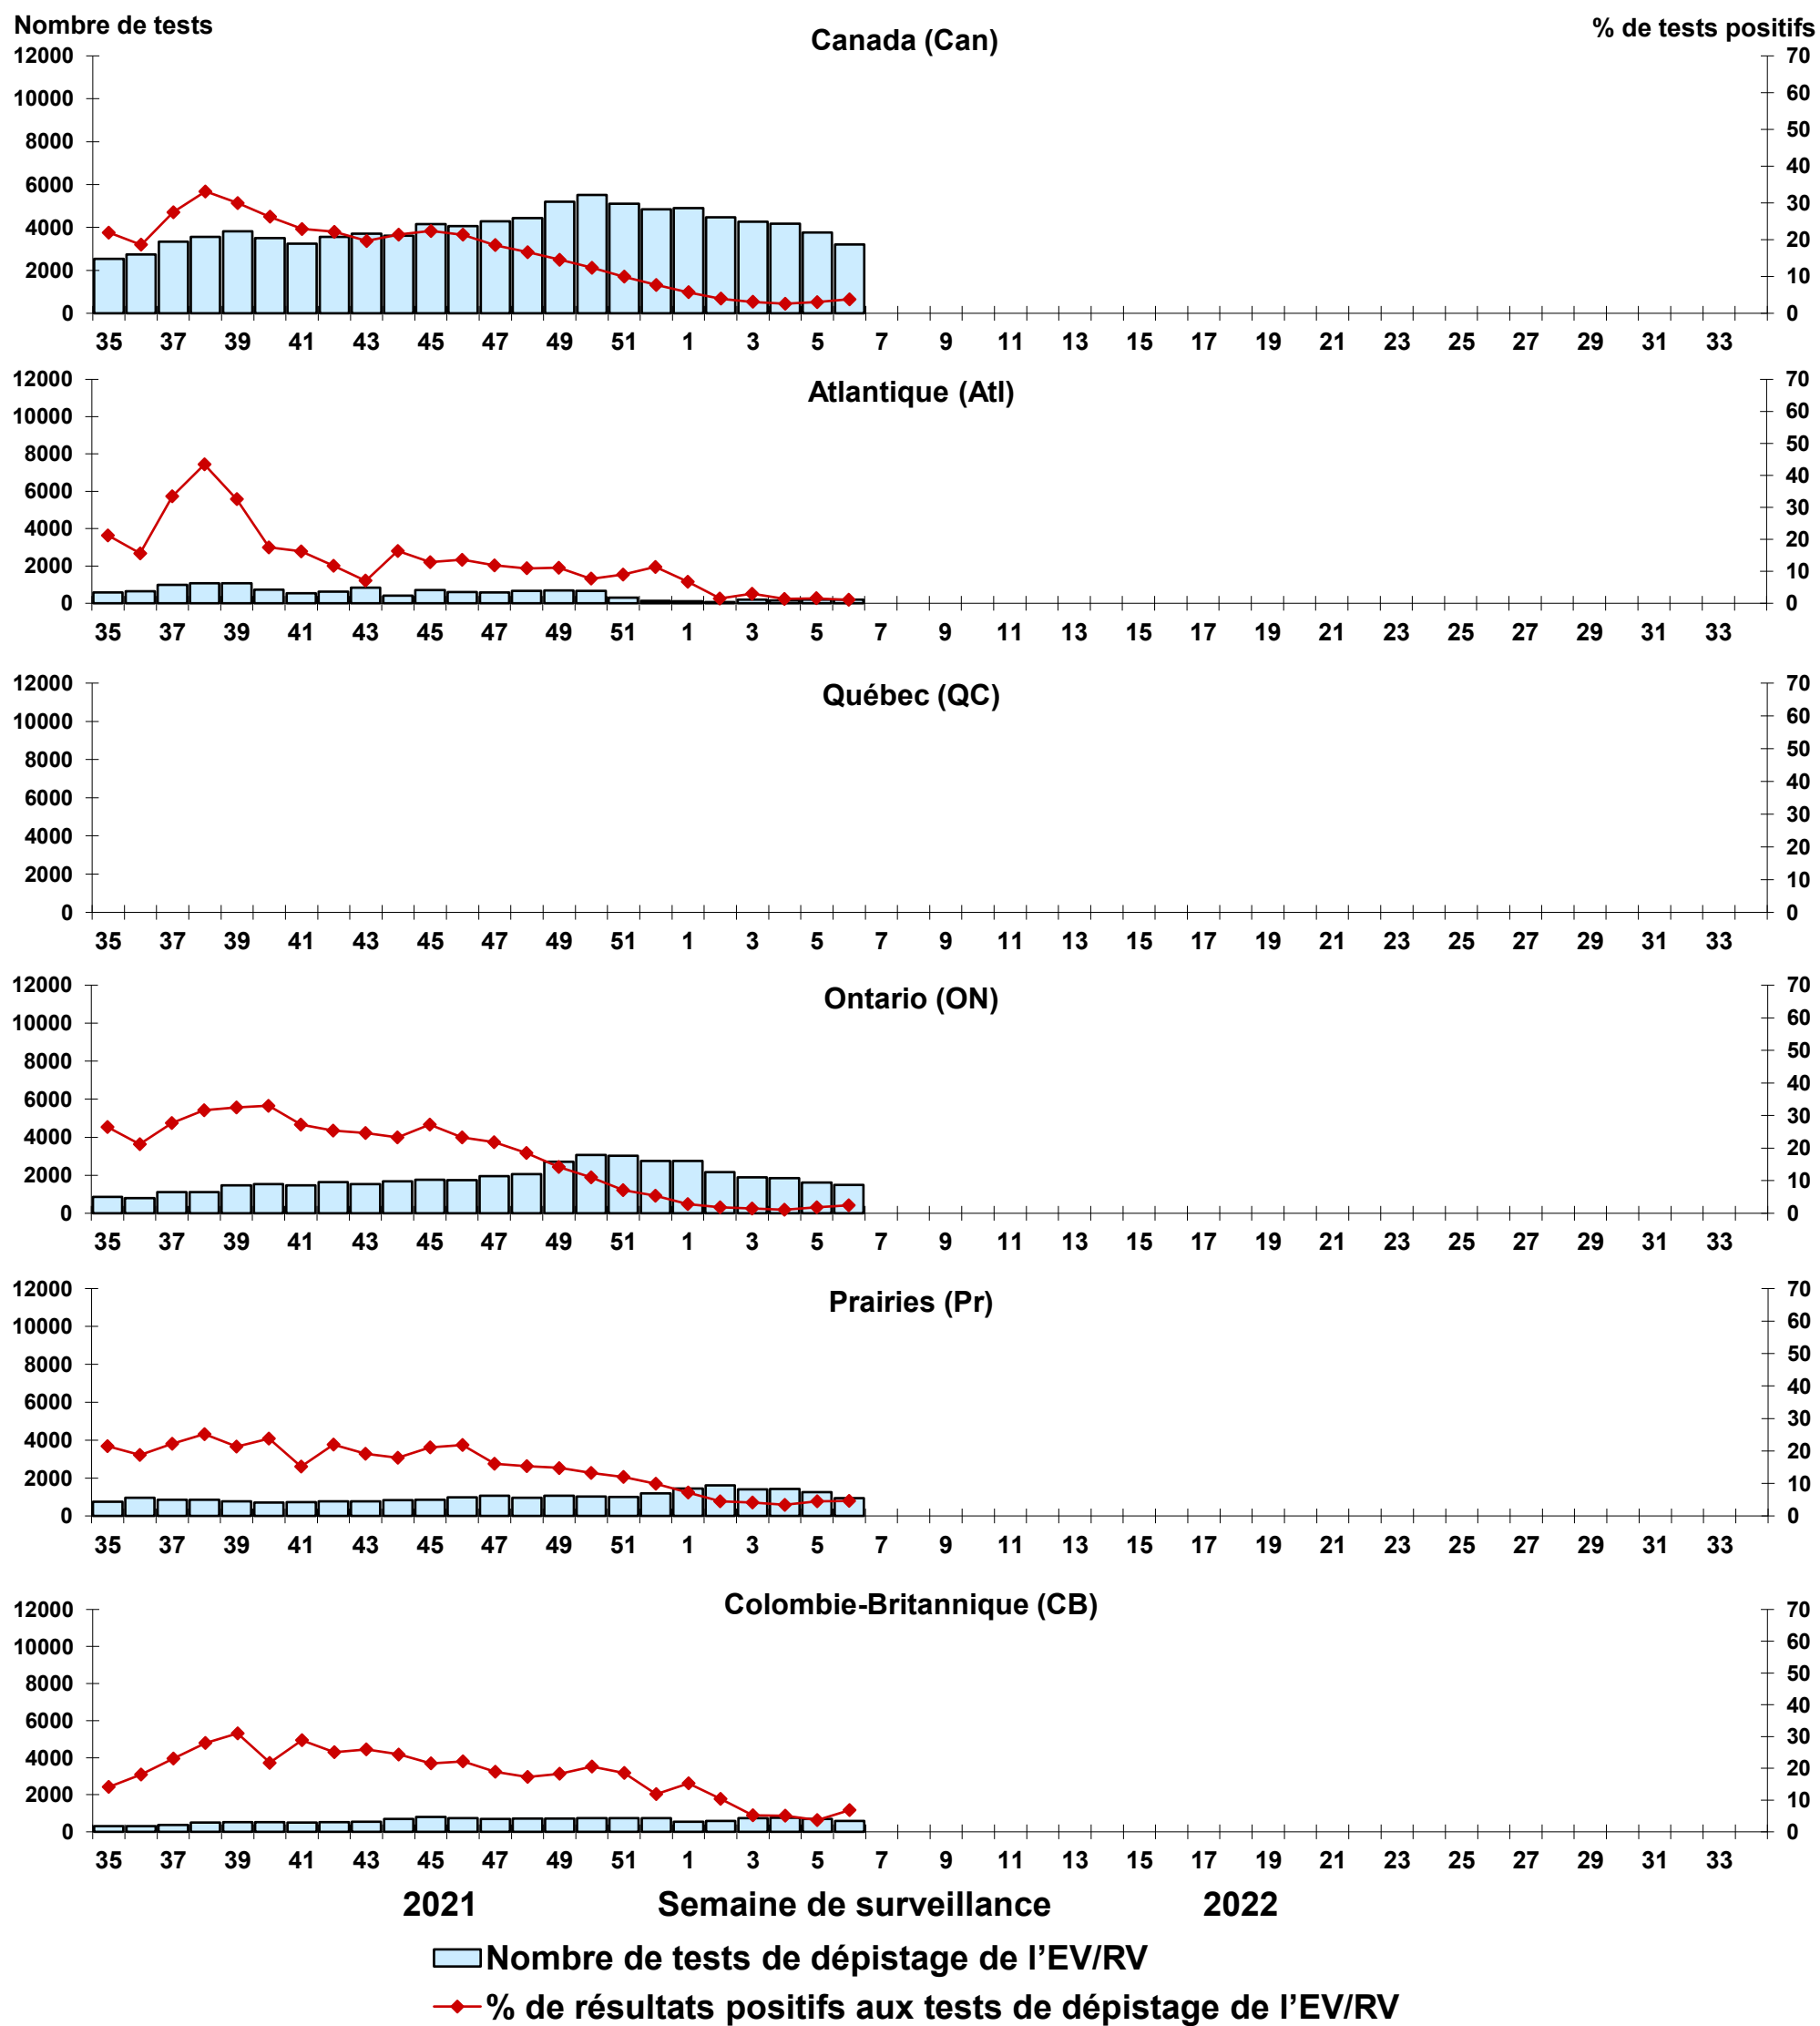 Nombre de tests
Canada (Can)
% de tests positifs
12000 70
10000 60
8000 50
6000 40
4000 30
2000 20
0 10
0
35 37 39 41 43 45 47 49 51 1 3 5 7 9 11 13 15 17 19 21 23 25 27 29 31 33
Atlantique (Atl)
12000 70
10000 60
8000 50
6000 40
4000 30
2000 20
0 10
0
35 37 39 41 43 45 47 49 51 1 3 5 7 9 11 13 15 17 19 21 23 25 27 29 31 33
Québec (QC)
12000 70
10000 60
8000 50
6000 40
4000 30
2000 20
0 10
0
35 37 39 41 43 45 47 49 51 1 3 5 7 9 11 13 15 17 19 21 23 25 27 29 31 33
Ontario (ON)
12000 70
10000 60
8000 50
6000 40
4000 30
2000 20
0 10
0
35 37 39 41 43 45 47 49 51 1 3 5 7 9 11 13 15 17 19 21 23 25 27 29 31 33
Prairies (Pr)
12000 70
10000 60
8000 50
6000 40
4000 30
2000 20
0 10
0
35 37 39 41 43 45 47 49 51 1 3 5 7 9 11 13 15 17 19 21 23 25 27 29 31 33
Colombie-Britannique (CB)
12000 70
10000 60
8000 50
6000 40
4000 30
2000 20
0 10
0
35 37 39 41 43 45 47 49 51 1 3 5 7 9 11 13 15 17 19 21 23 25 27 29 31 33
2021 Semaine de surveillance 2022
Nombre de tests de dépistage de l’EV/RV
% de résultats positifs aux tests de dépistage de l’EV/RV